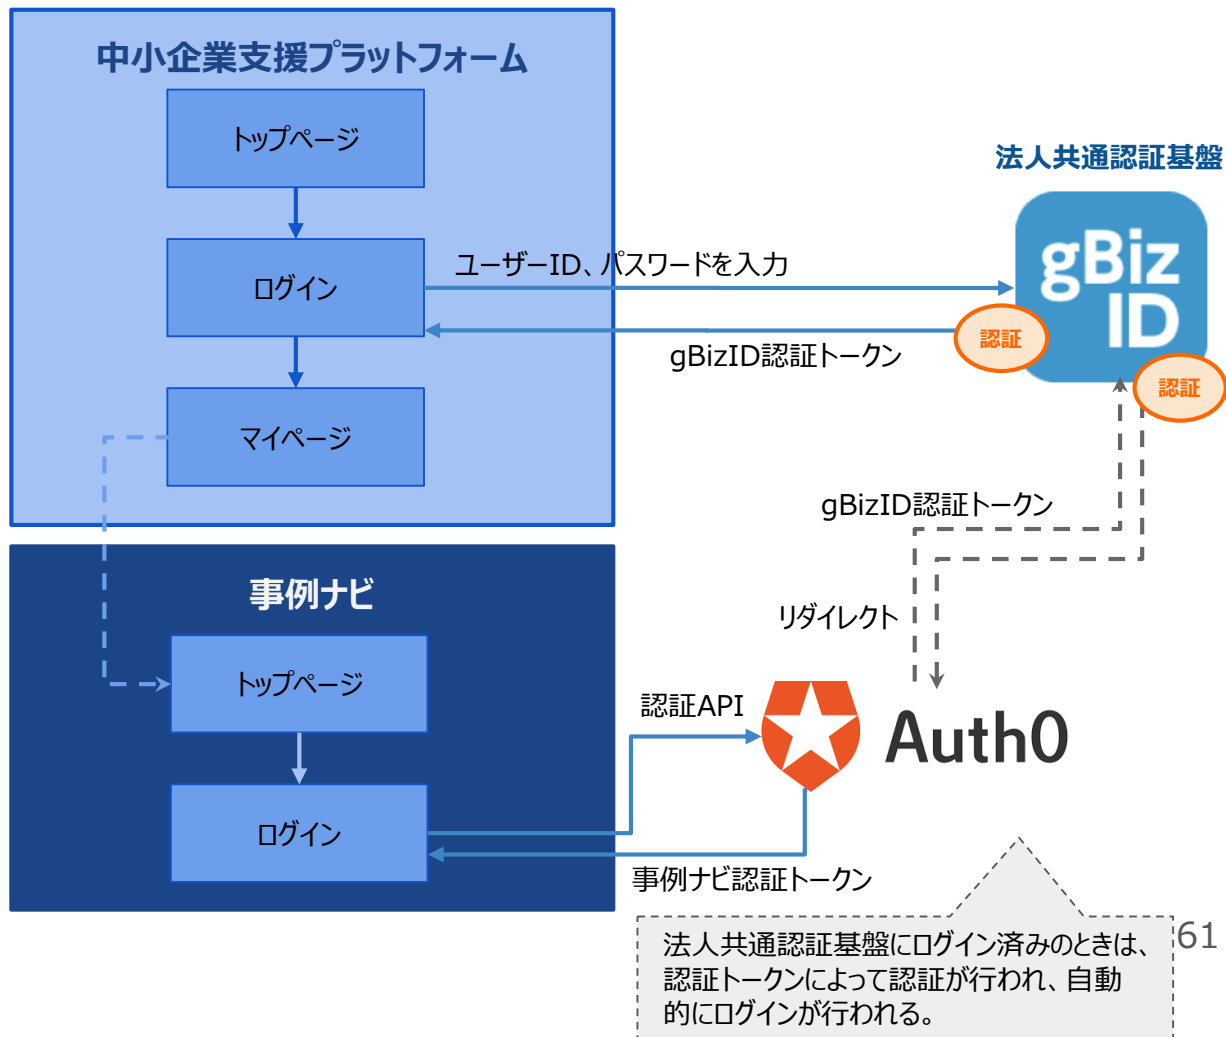 中小企業支援プラットフォーム
トップページ
法人共通認証基盤
gBiz
ID
ログイン
ユーザーID、パスワードを入力
認証
gBizID認証トークン
認証
マイページ
gBizID認証トークン
事例ナビ
リダイレクト
トップページ
認証API
Auth0
ログイン
事例ナビ認証トークン
法人共通認証基盤にログイン済みのときは、
認証トークンによって認証が行われ、自動
的にログインが行われる。
61